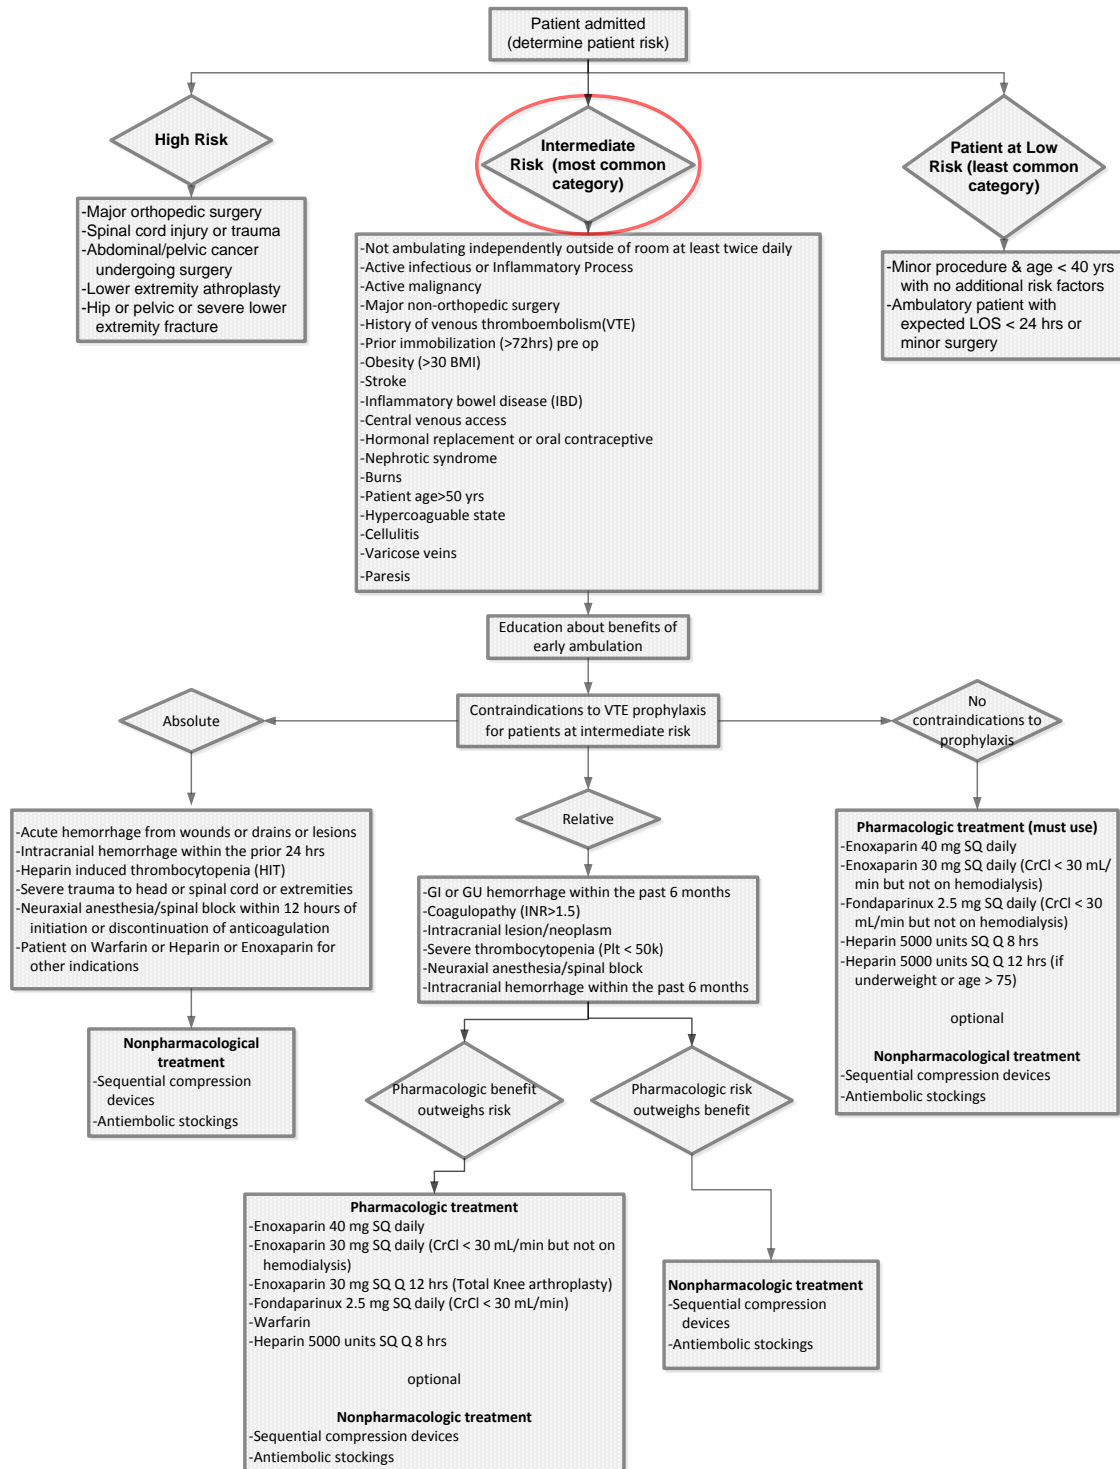 Patient admitted
(determine patient risk)
High Risk
-Major orthopedic surgery
-Spinal cord injury or trauma
-Abdominal/pelvic cancer
undergoing surgery
-Lower extremity athroplasty
-Hip or pelvic or severe lower
extremity fracture
Intermediate
Risk (most common
category)
-Not ambulating independently outside of room at least twice daily
-Active infectious or Inflammatory Process
-Active malignancy
-Major non-orthopedic surgery
-History of venous thromboembolism(VTE)
-Prior immobilization (>72hrs) pre op
-Obesity (>30 BMI)
-Stroke
-Inflammatory bowel disease (IBD)
-Central venous access
-Hormonal replacement or oral contraceptive
-Nephrotic syndrome
-Burns
-Patient age>50 yrs
-Hypercoaguable state
-Cellulitis
-Varicose veins
-Paresis
Patient at Low
Risk (least common
category)
-Minor procedure & age < 40 yrs
with no additional risk factors
-Ambulatory patient with
expected LOS < 24 hrs or
minor surgery
Education about benefits of
early ambulation
Contraindications to VTE prophylaxis
for patients at intermediate risk
Absolute
-Acute hemorrhage from wounds or drains or lesions
-Intracranial hemorrhage within the prior 24 hrs
-Heparin induced thrombocytopenia (HIT)
-Severe trauma to head or spinal cord or extremities
-Neuraxial anesthesia/spinal block within 12 hours of
initiation or discontinuation of anticoagulation
-Patient on Warfarin or Heparin or Enoxaparin for
other indications
Nonpharmacological
treatment
-Sequential compression
devices
-Antiembolic stockings
Relative
-GI or GU hemorrhage within the past 6 months
-Coagulopathy (INR>1.5)
-Intracranial lesion/neoplasm
-Severe thrombocytopenia (Plt < 50k)
-Neuraxial anesthesia/spinal block
-Intracranial hemorrhage within the past 6 months
Pharmacologic benefit
outweighs risk
Pharmacologic treatment
-Enoxaparin 40 mg SQ daily
-Enoxaparin 30 mg SQ daily (CrCl < 30 mL/min but not on
hemodialysis)
-Enoxaparin 30 mg SQ Q 12 hrs (Total Knee arthroplasty)
-Fondaparinux 2.5 mg SQ daily (CrCl < 30 mL/min)
-Warfarin
-Heparin 5000 units SQ Q 8 hrs
optional
Nonpharmacologic treatment
-Sequential compression devices
-Antiembolic stockings
Pharmacologic risk
outweighs benefit
Nonpharmacologic treatment
-Sequential compression
devices
-Antiembolic stockings
No
contraindications to
prophylaxis
Pharmacologic treatment (must use)
-Enoxaparin 40 mg SQ daily
-Enoxaparin 30 mg SQ daily (CrCl < 30 mL/
min but not on hemodialysis)
-Fondaparinux 2.5 mg SQ daily (CrCl < 30
mL/min but not on hemodialysis)
-Heparin 5000 units SQ Q 8 hrs
-Heparin 5000 units SQ Q 12 hrs (if
underweight or age > 75)
optional
Nonpharmacological treatment
-Sequential compression devices
-Antiembolic stockings